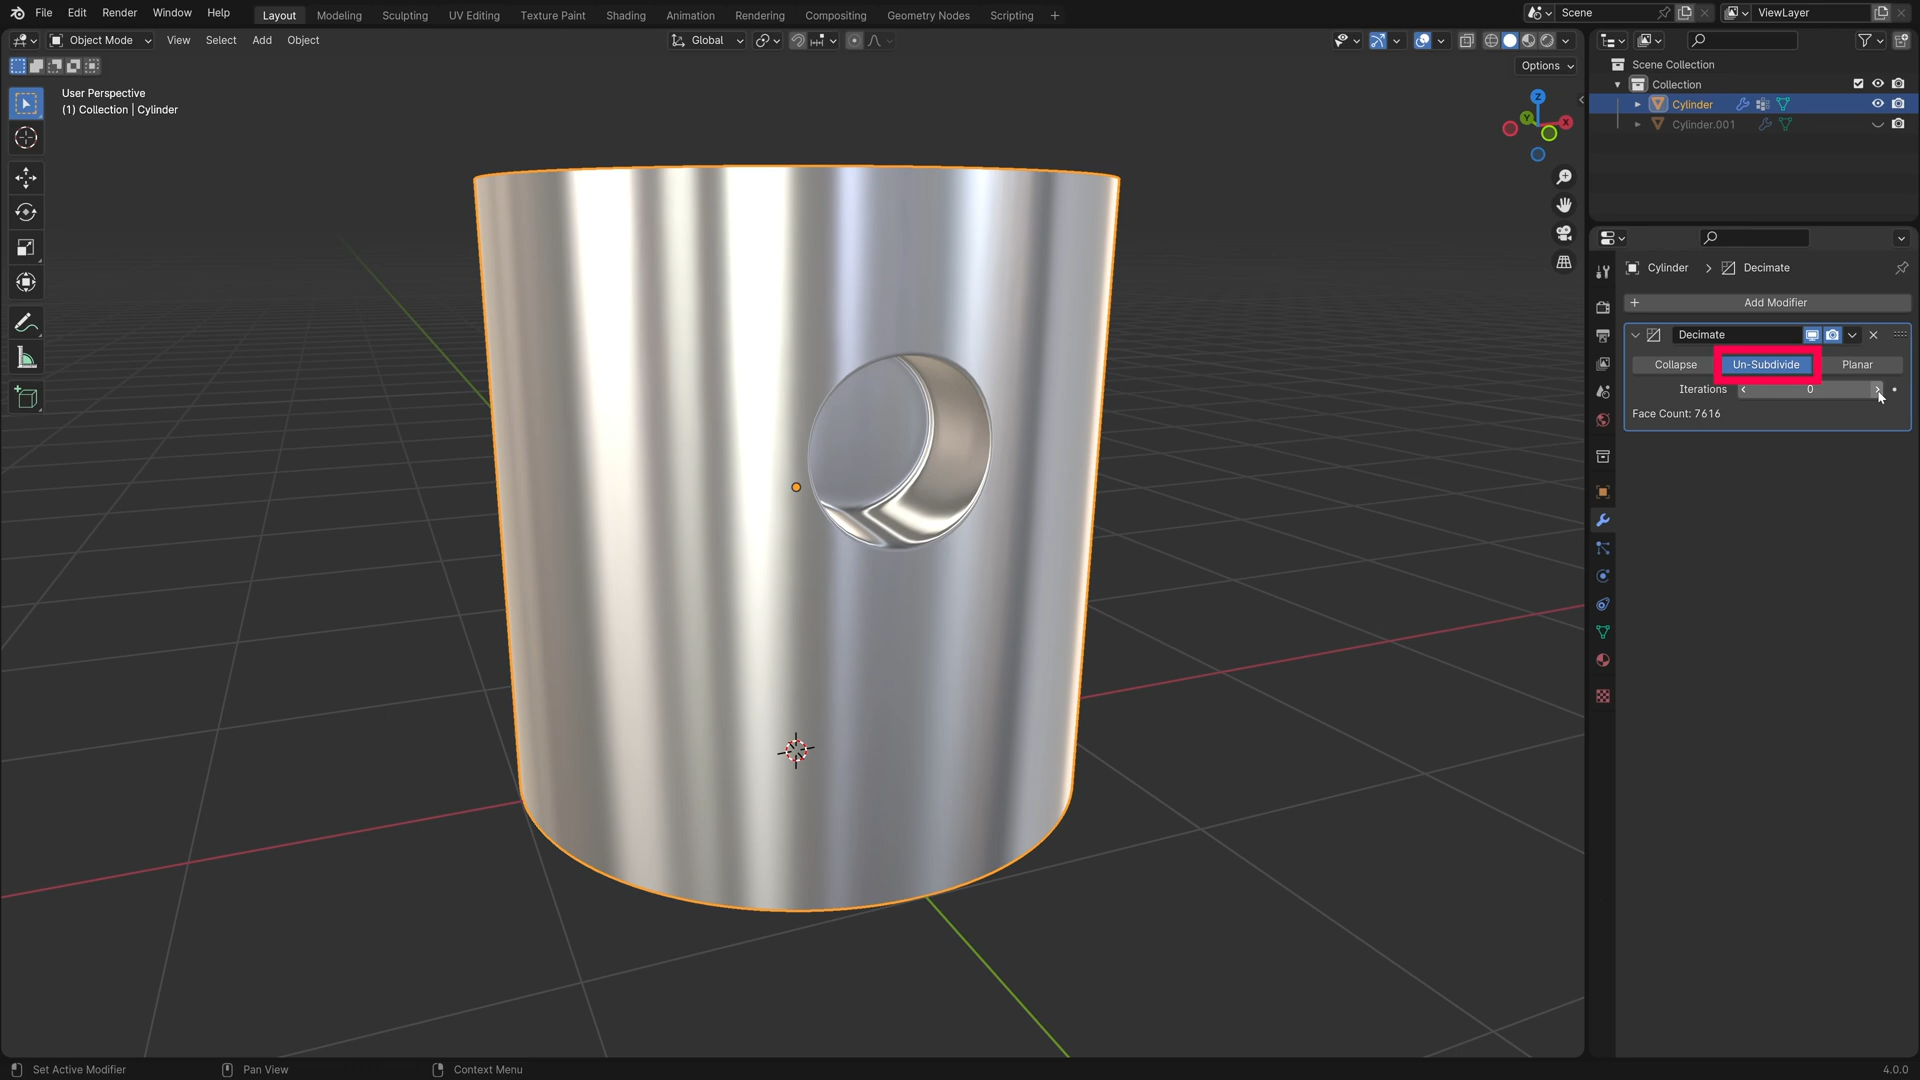 File Edit Render Window Help Layout Modeling Sculpting UV Editing Texture Paint Shading Animation Rendering Compositing Geometry Nodes Scripting + Scene ViewLayer
Object Mode View Select Add Object Global
Options
User Perspective
(1) Collection | Cylinder
Z
Y
X
Scene Collection
Collection
Cylinder
Cylinder.001
Cylinder > Decimate
+ Add Modifier
Decimate
Collapse Un-Subdivide Planar
Iterations < 0 >
Face Count: 7616
Set Active Modifier Pan View Context Menu 4.0.0